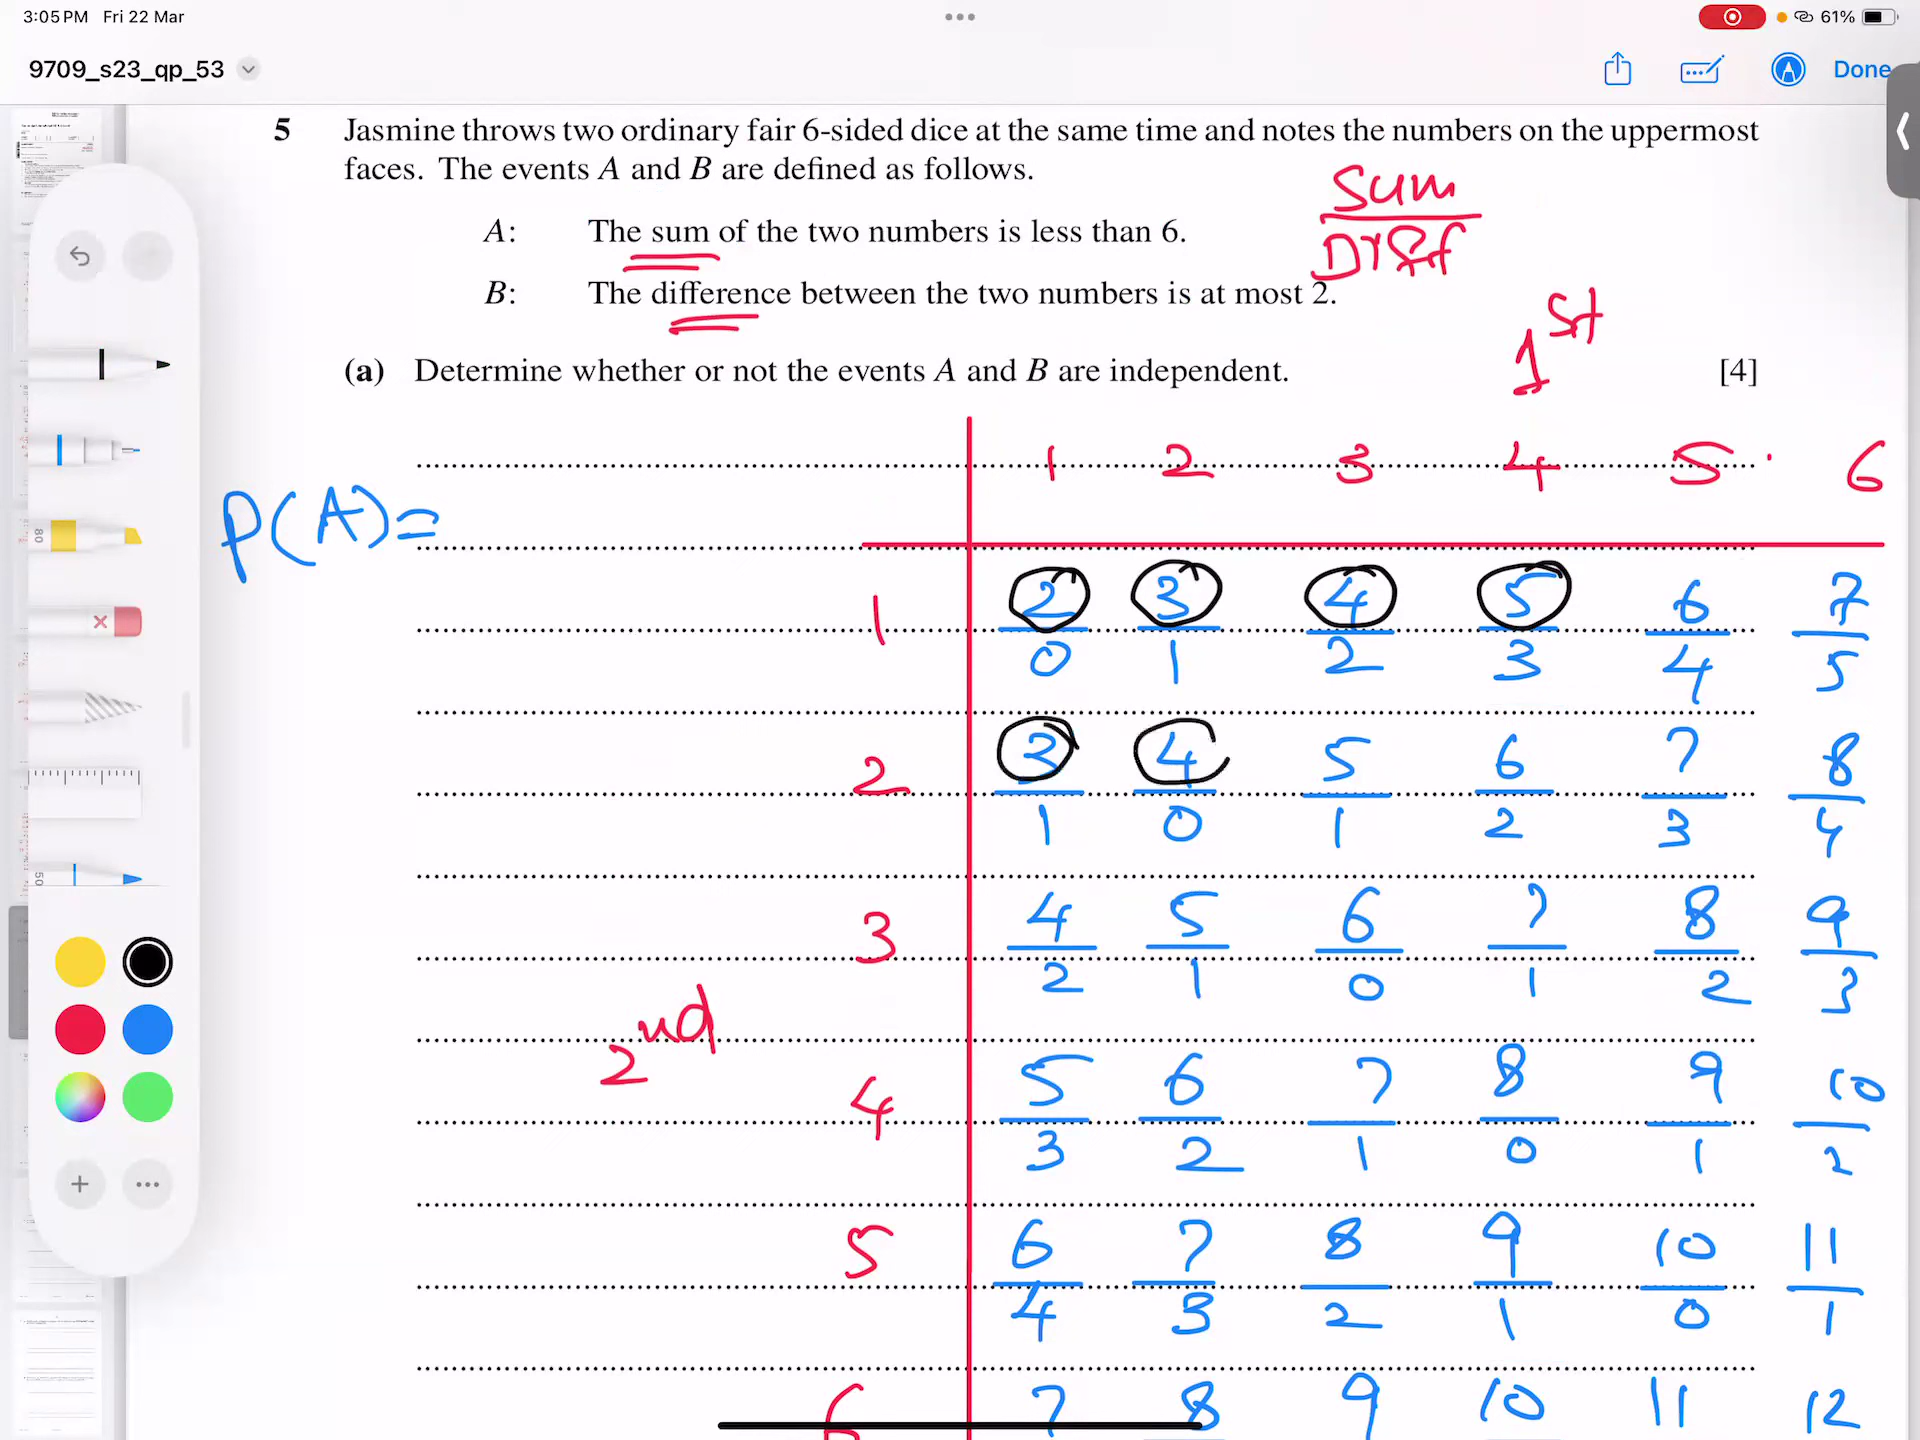 3:05 PM Fri 22 Mar
61%
9709_s23_qp_53
Done
5 Jasmine throws two ordinary fair 6-sided dice at the same time and notes the numbers on the uppermost
faces. The events A and B are defined as follows.
Sum
Diff
A: The sum of the two numbers is less than 6.
B: The difference between the two numbers is at most 2.
1st
(a) Determine whether or not the events A and B are independent. [4]
1 2 3 4 5 6
P(A)=
1 2 3 4 5 6 7
0 1 2 3 4 5
2 3 4 5 6 7 8
1 0 1 2 3 4
3 4 5 6 7 8 9
2 1 0 1 2 3
2nd
4 5 6 7 8 9 10
3 2 1 0 1 2
5 6 7 8 9 10 11
4 3 2 1 0 1
6 7 8 9 10 11 12
80
50